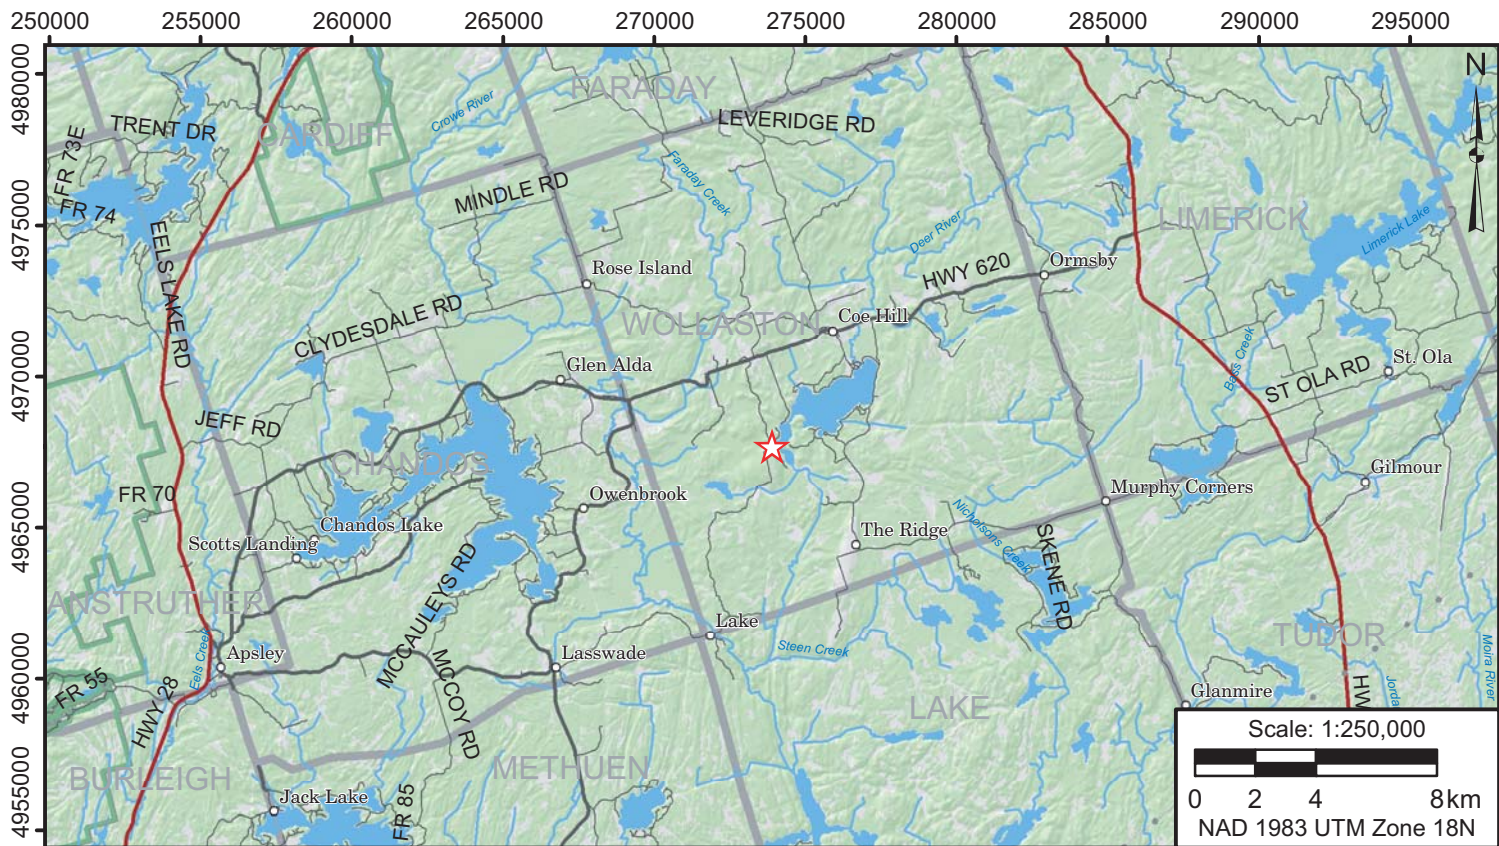 250000 255000 260000 265000 270000 275000 280000 285000 290000 295000
4980000
4975000
4970000
4965000
4960000
4955000
N
FARADAY
CARDIFF
TRENT DR
FR 73E
FR 74
Crowe River
LEVERIDGE RD
MINDLE RD
Faraday Creek
Deer River
LIMERICK
Limerick Lake
EELS LAKE RD
Rose Island
HWY 620
Ormsby
CLYDESDALE RD
WOLLASTON
Coe Hill
Glen Alda
Bass Creek
St. Ola
ST OLA RD
JEFF RD
CHANDOS
FR 70
Owenbrook
Gilmour
Murphy Corners
Chandos Lake
Scotts Landing
The Ridge
Nicholsons Creek
SKENE RD
MCCAULEYS RD
ANSTRUTHER
Lake
TUDOR
Eels Creek
Apsley
Lasswade
Steen Creek
Moira River
FR 55
HWY 28
MCCOY RD
Glanmire
HW
Jorda
LAKE
BURLEIGH
METHUEN
Jack Lake
FR 85
Scale: 1:250,000
0 2 4 8 km
NAD 1983 UTM Zone 18N